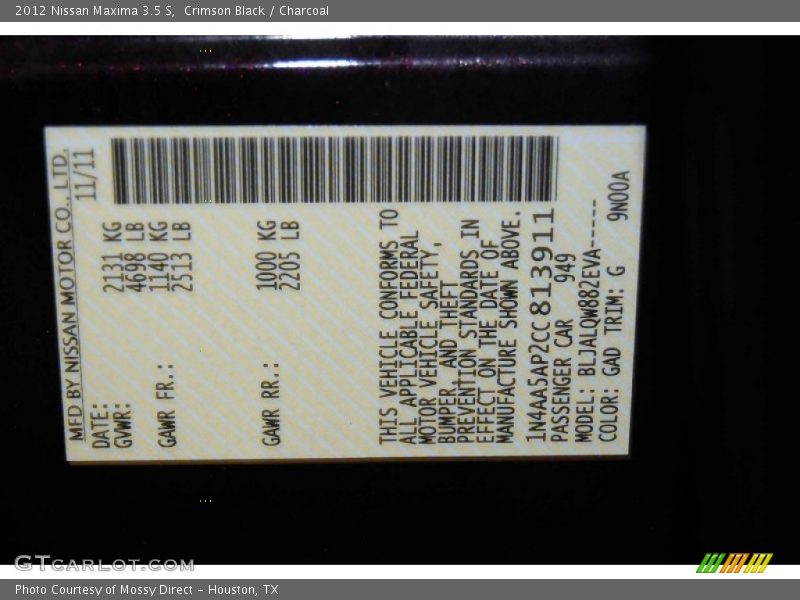 2012 Nissan Maxima 3.5 S,  Crimson Black / Charcoal
MFD BY NISSAN MOTOR CO., LTD.
DATE: 11/11
GVWR: 2131 KG
4698 LB
GAWR FR.: 1140 KG
2513 LB
GAWR RR.: 1000 KG
2205 LB
THIS VEHICLE CONFORMS TO
ALL APPLICABLE FEDERAL
MOTOR VEHICLE SAFETY,
BUMPER, AND THEFT
PREVENTION STANDARDS IN
EFFECT ON THE DATE OF
MANUFACTURE SHOWN ABOVE.
1N4AA5AP2CC813911
PASSENGER CAR 949
MODEL: BLJALQW882EVA-----
COLOR: GAD TRIM: G 9N00A
GTCarLot.com
Photo Courtesy of Mossy Direct – Houston, TX